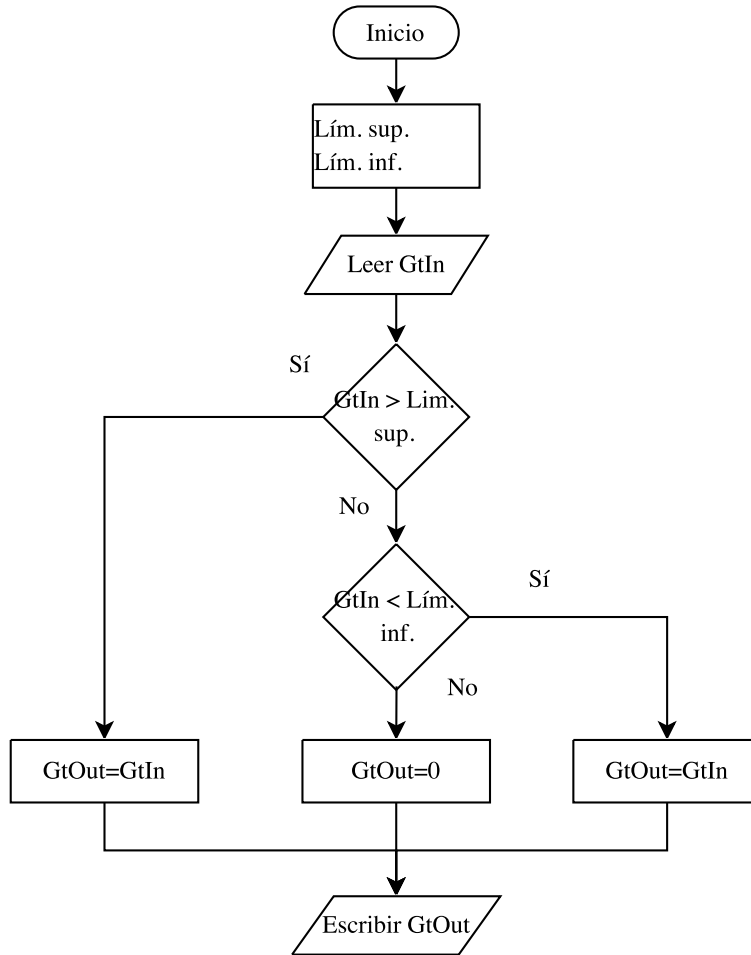 Inicio
Lím. sup.
Lím. inf.
Leer GtIn
Sí
GtIn > Lim.
sup.
No
GtIn < Lím.
inf.
Sí
No
GtOut=GtIn
GtOut=0
GtOut=GtIn
Escribir GtOut